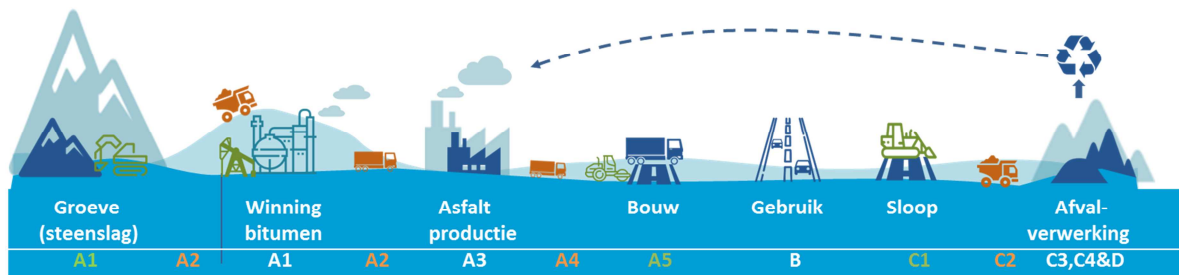 Groeve
(steenslag)
Winning
bitumen
Asfalt
productie
Bouw
Gebruik
Sloop
Afval-
verwerking
A1 A2 A1 A2 A3 A4 A5 B C1 C2 C3,C4&D